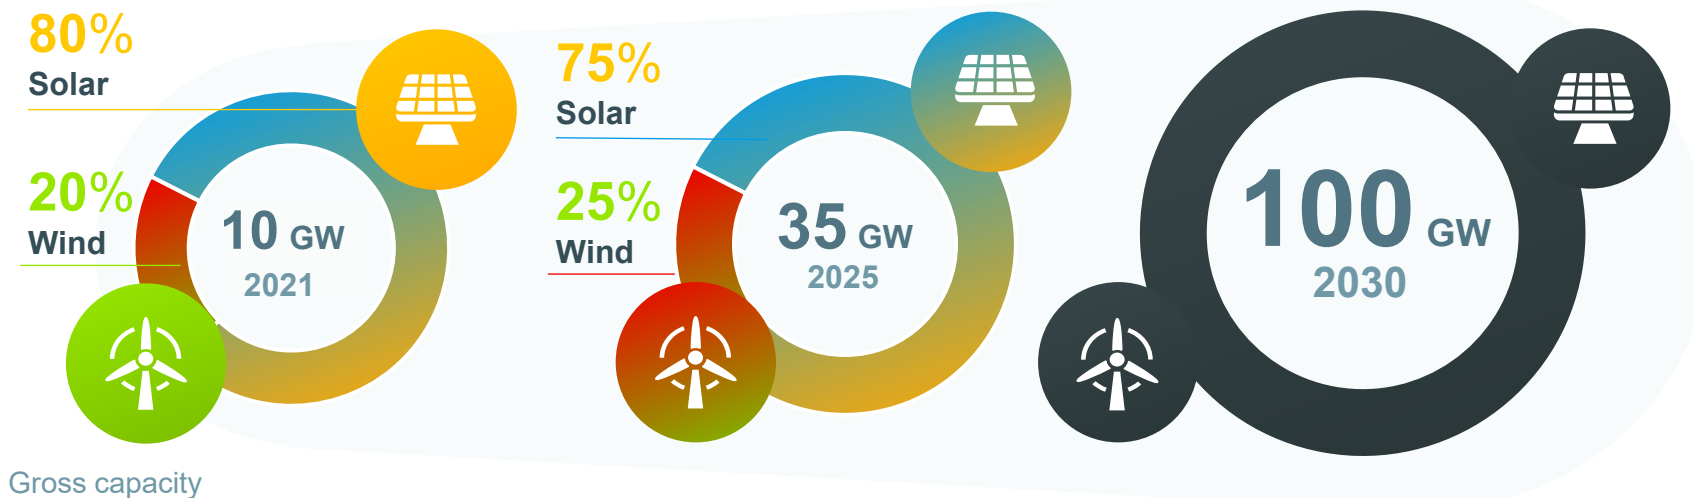 80%
Solar
20%
Wind
10 GW
2021
75%
Solar
25%
Wind
35 GW
2025
100 GW
2030
Gross capacity